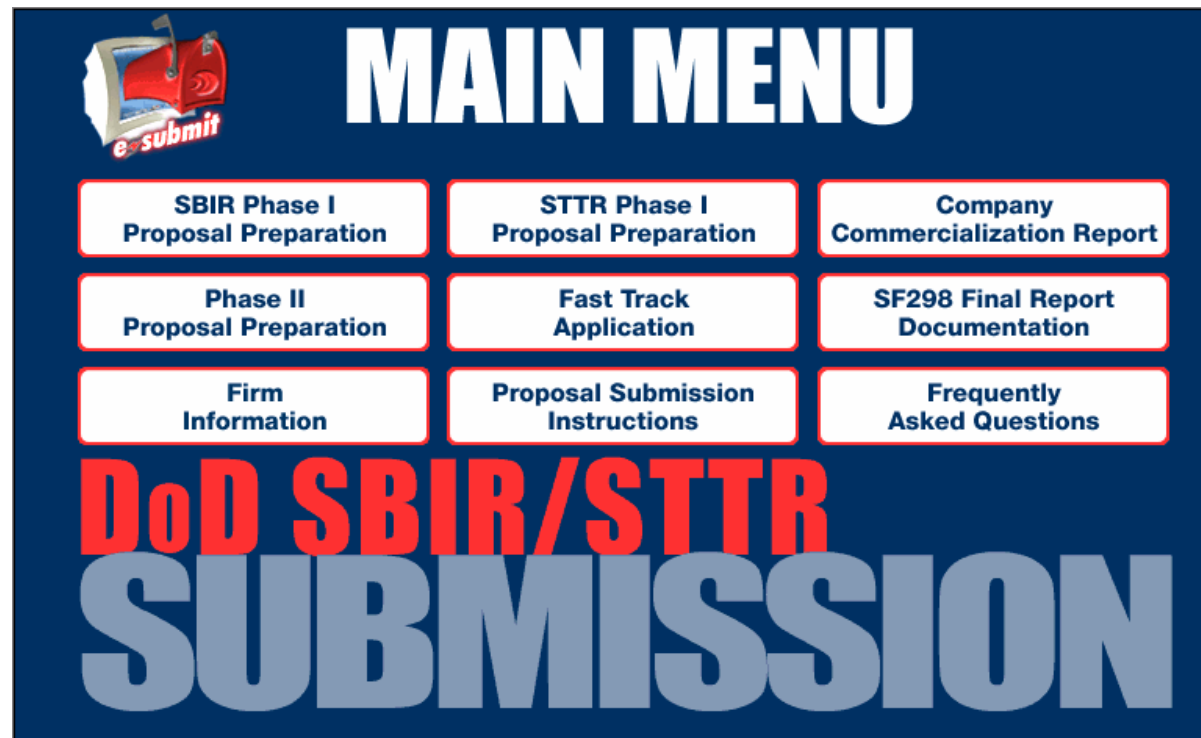 e-submit
MAIN MENU
SBIR Phase I
Proposal Preparation
STTR Phase I
Proposal Preparation
Company
Commercialization Report
Phase II
Proposal Preparation
Fast Track
Application
SF298 Final Report
Documentation
Firm
Information
Proposal Submission
Instructions
Frequently
Asked Questions
DoD SBIR/STTR
SUBMISSION